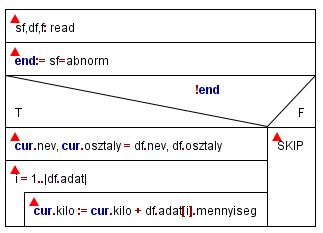 sf,df,f: read
end:= sf=abnorm
!end
T
F
cur.nev, cur.osztaly = df.nev, df.osztaly
SKIP
i = 1..|df.adat|
cur.kilo := cur.kilo + df.adat[i].mennyiseg